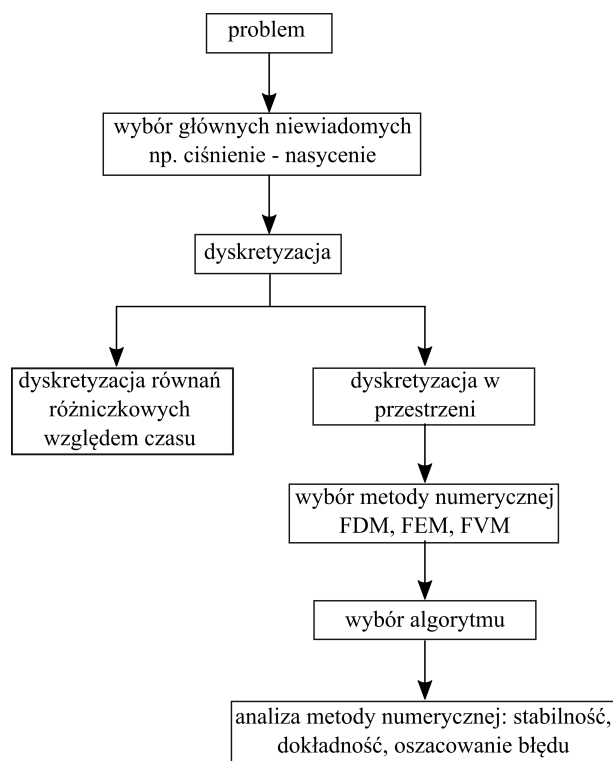 problem
wybór głównych niewiadomych
np. ciśnienie - nasycenie
dyskretyzacja
dyskretyzacja równań
różniczkowych
względem czasu
dyskretyzacja w
przestrzeni
wybór metody numerycznej
FDM, FEM, FVM
wybór algorytmu
analiza metody numerycznej: stabilność,
dokładność, oszacowanie błędu